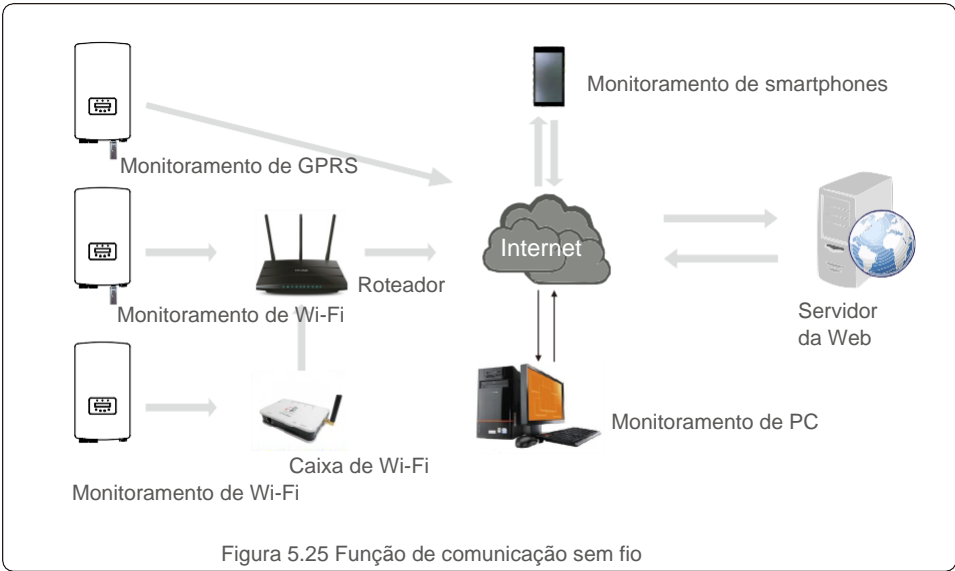 Monitoramento de smartphones
Monitoramento de GPRS
Internet
Roteador
Monitoramento de Wi-Fi
Servidor
da Web
Monitoramento de PC
Caixa de Wi-Fi
Monitoramento de Wi-Fi
Figura 5.25 Função de comunicação sem fio